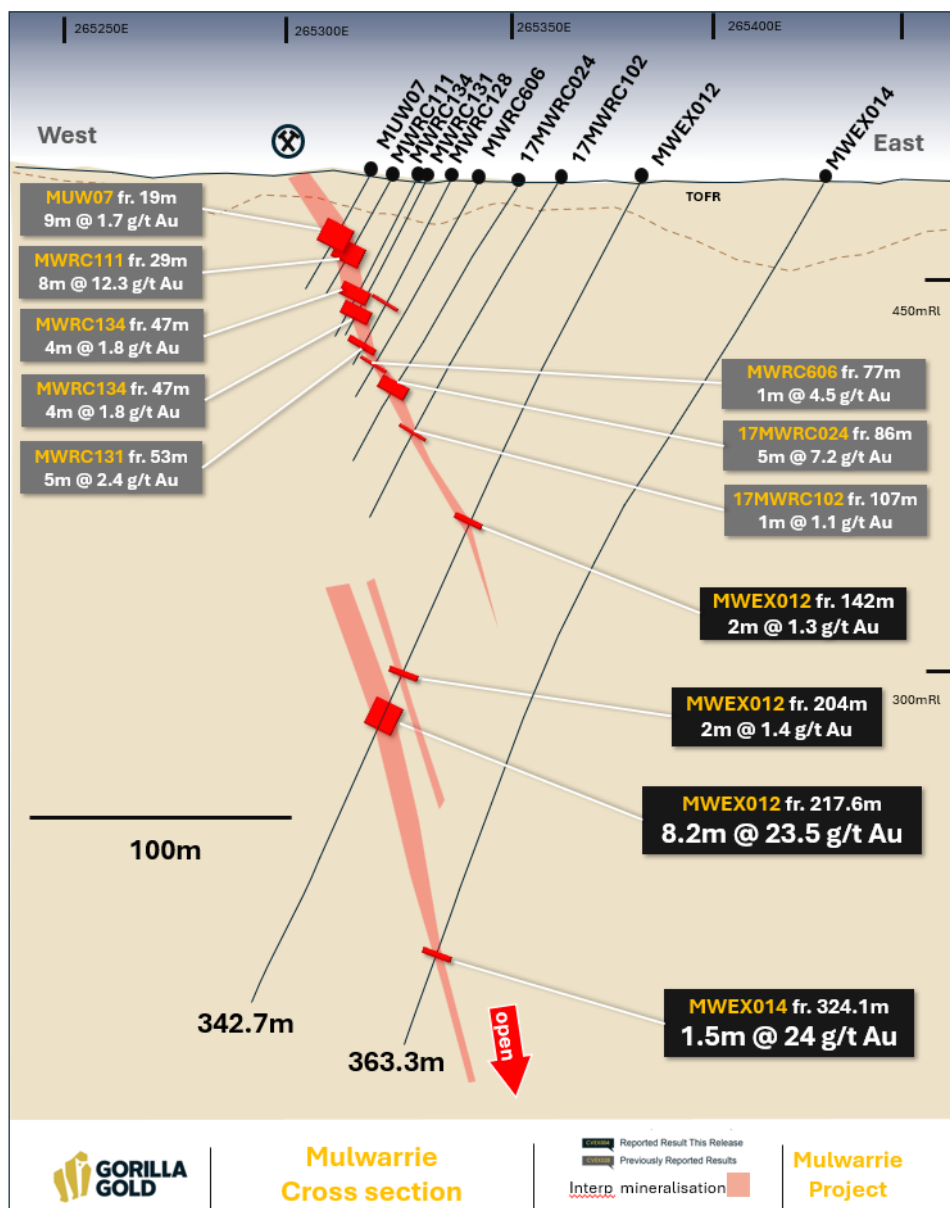 265250E
265300E
265350E
265400E
West
East
MUW07
MWRC111
MWRC134
MWRC131
MWRC128
MWRC606
17MWRC024
17MWRC102
MWEX012
MWEX014
TOFR
MUW07 fr. 19m
9m @ 1.7 g/t Au
MWRC111 fr. 29m
8m @ 12.3 g/t Au
MWRC134 fr. 47m
4m @ 1.8 g/t Au
MWRC134 fr. 47m
4m @ 1.8 g/t Au
MWRC131 fr. 53m
5m @ 2.4 g/t Au
450mRl
MWRC606 fr. 77m
1m @ 4.5 g/t Au
17MWRC024 fr. 86m
5m @ 7.2 g/t Au
17MWRC102 fr. 107m
1m @ 1.1 g/t Au
MWEX012 fr. 142m
2m @ 1.3 g/t Au
300mRl
MWEX012 fr. 204m
2m @ 1.4 g/t Au
MWEX012 fr. 217.6m
8.2m @ 23.5 g/t Au
100m
MWEX014 fr. 324.1m
1.5m @ 24 g/t Au
342.7m
363.3m
open
GORILLA
GOLD
Mulwarrie
Cross section
Reported Result This Release
Previously Reported Results
Interp mineralisation
Mulwarrie
Project